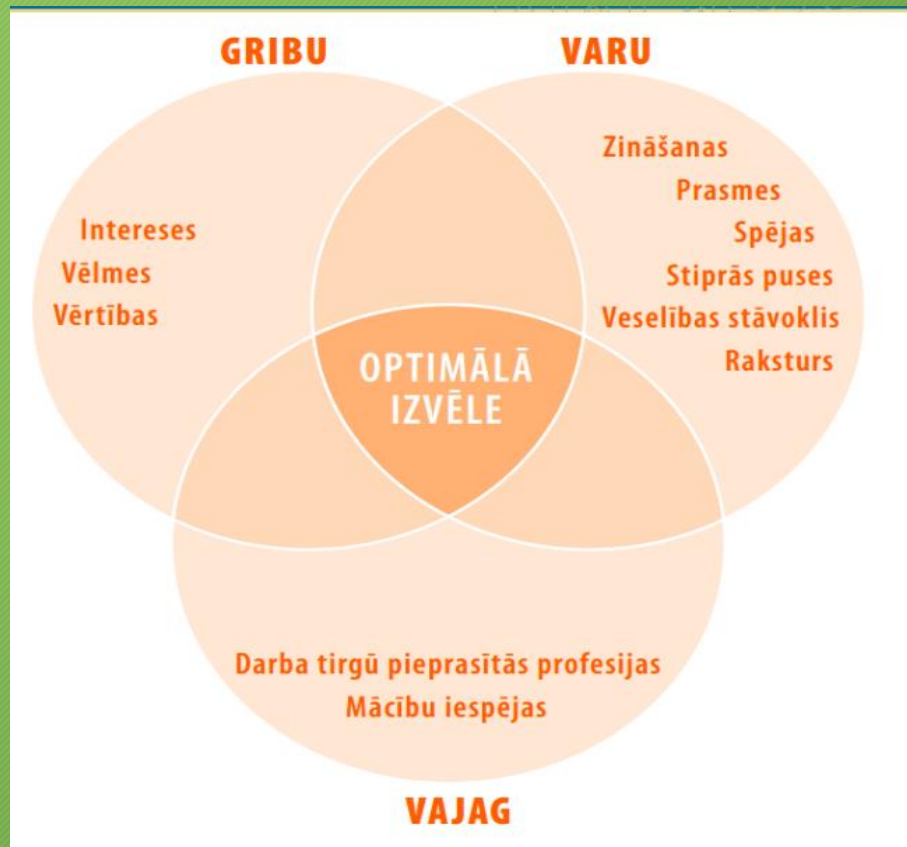 GRIBU
VARU
Intereses
Vēlmes
Vērtības
Zināšanas
Prasmes
Spējas
Stiprās puses
Veselības stāvoklis
Raksturs
OPTIMĀLĀ
IZVĒLE
Darba tirgū pieprasītās profesijas
Mācību iespējas
VAJAG